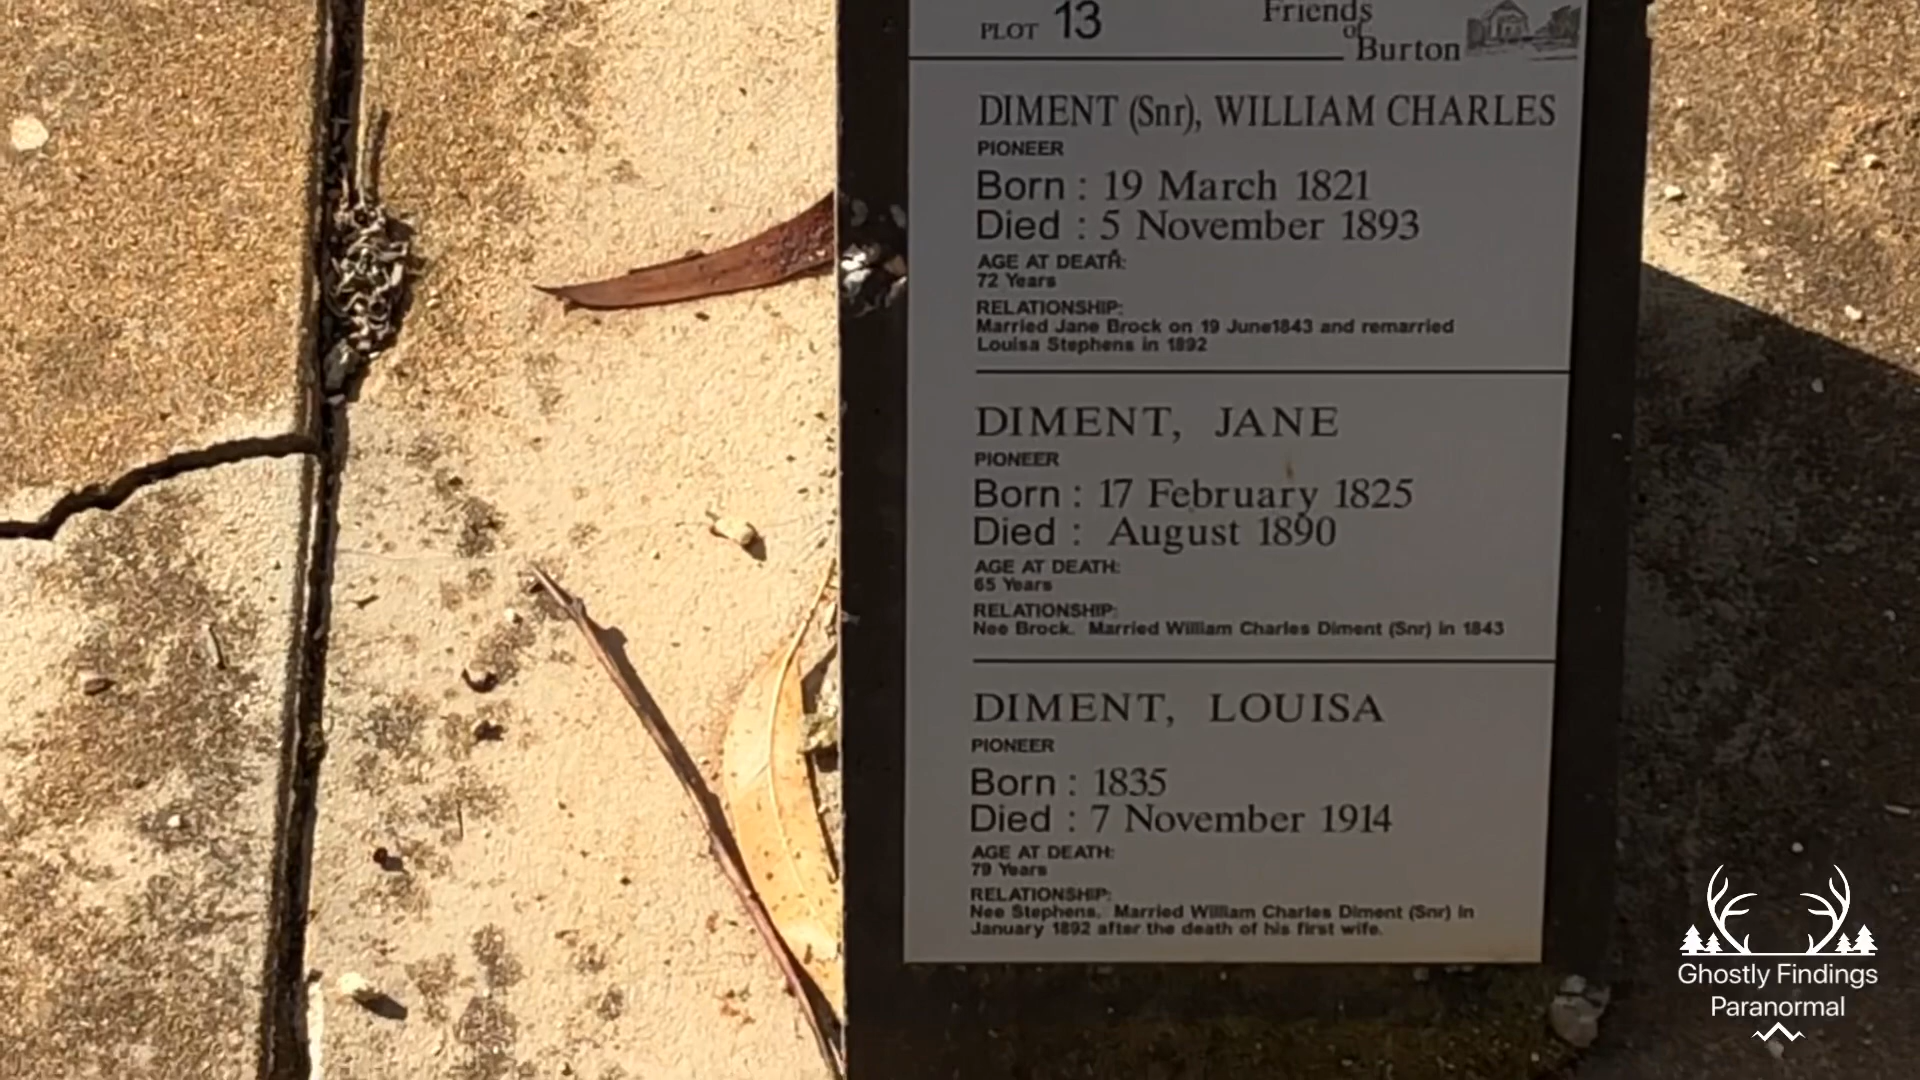 PLOT 13
Friends
of
Burton
DIMENT (Snr), WILLIAM CHARLES
PIONEER
Born : 19 March 1821
Died : 5 November 1893
AGE AT DEATH:
72 Years
RELATIONSHIP:
Married Jane Brock on 19 June1843 and remarried
Louisa Stephens in 1892
DIMENT, JANE
PIONEER
Born : 17 February 1825
Died : August 1890
AGE AT DEATH:
65 Years
RELATIONSHIP:
Nee Brock. Married William Charles Diment (Snr) in 1843
DIMENT, LOUISA
PIONEER
Born : 1835
Died : 7 November 1914
AGE AT DEATH:
79 Years
RELATIONSHIP:
Nee Stephens. Married William Charles Diment (Snr) in
January 1892 after the death of his first wife.
Ghostly Findings
Paranormal